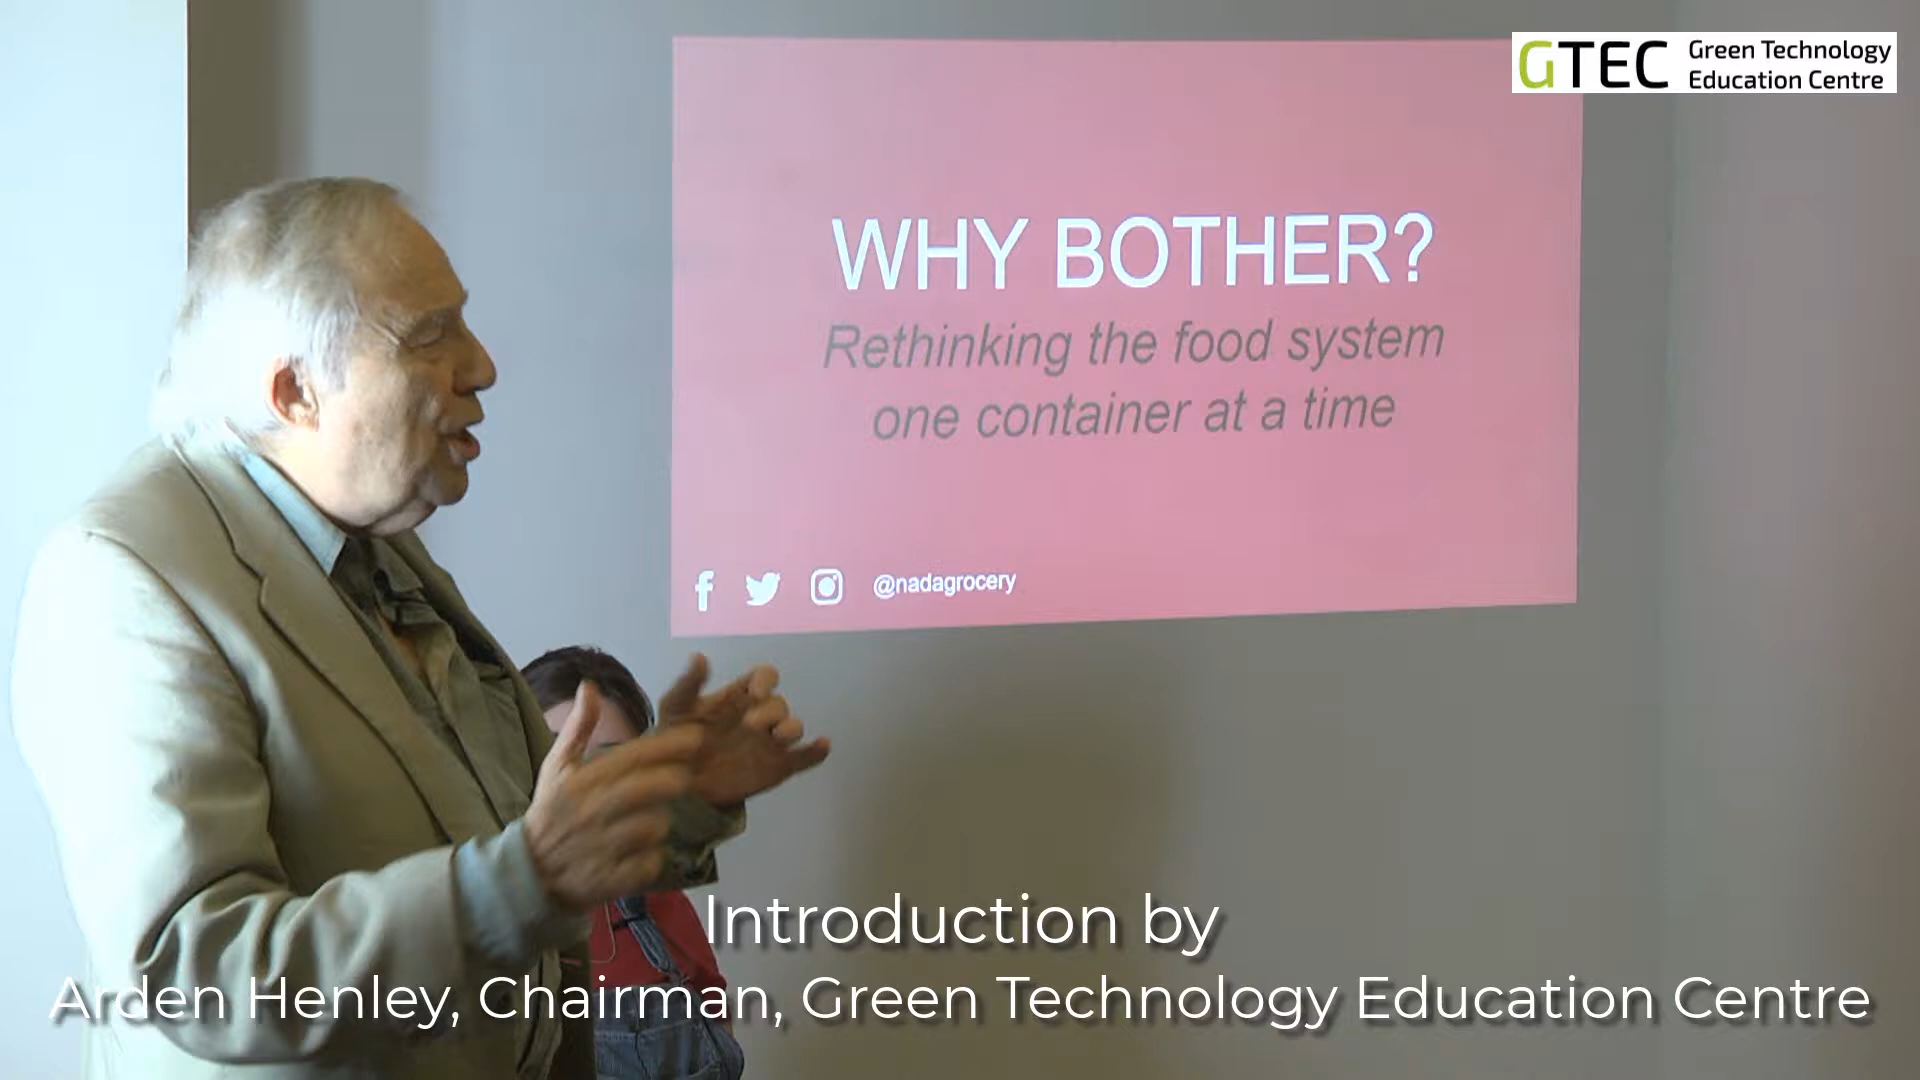 GTEC
Green Technology
Education Centre
WHY BOTHER?
Rethinking the food system
one container at a time
@nadagrocery
Introduction by
Arden Henley, Chairman, Green Technology Education Centre